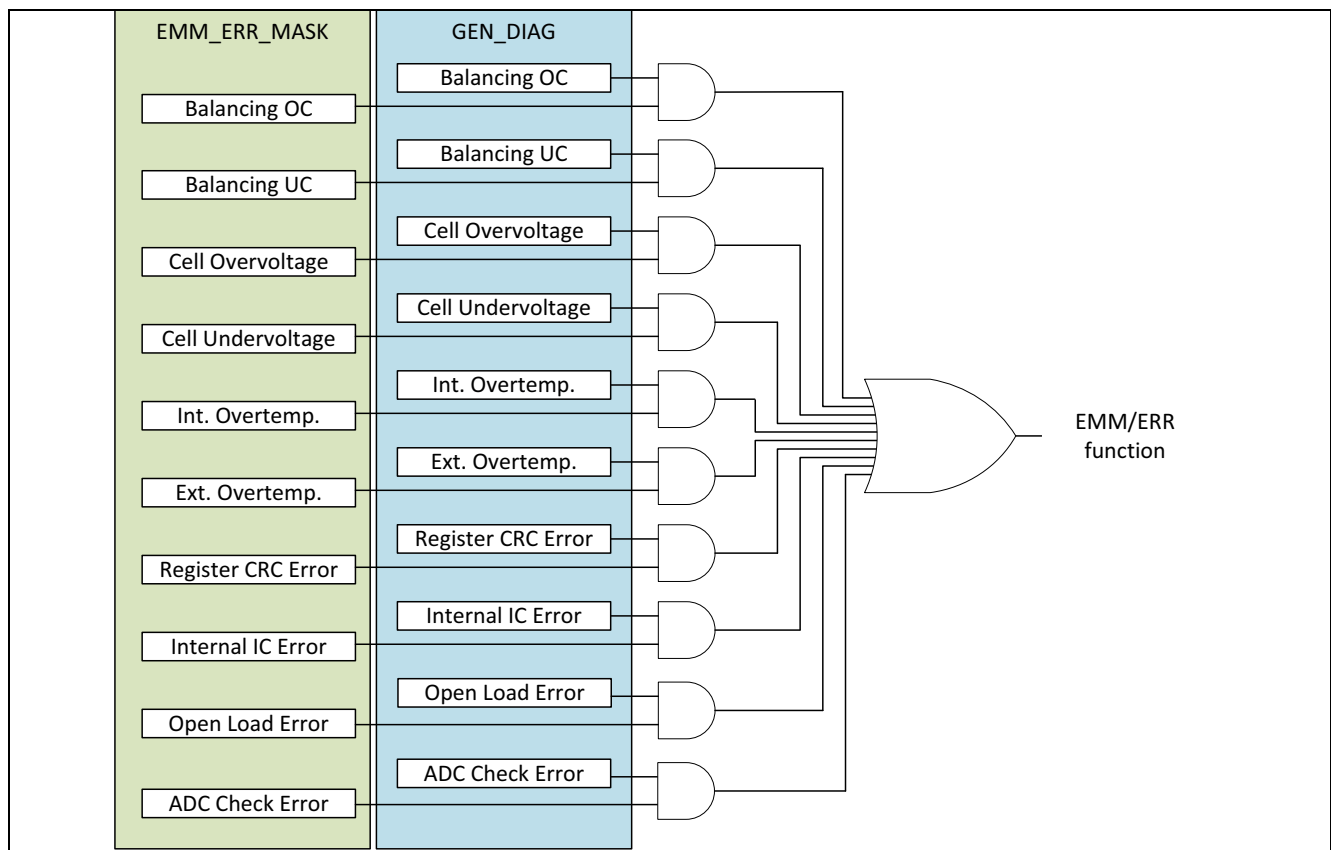 EMM_ERR_MASK
GEN_DIAG
Balancing OC
Balancing OC
Balancing UC
Balancing UC
Cell Overvoltage
Cell Overvoltage
Cell Undervoltage
Cell Undervoltage
Int. Overtemp.
Int. Overtemp.
Ext. Overtemp.
Ext. Overtemp.
Register CRC Error
Register CRC Error
Internal IC Error
Internal IC Error
Open Load Error
Open Load Error
ADC Check Error
ADC Check Error
EMM/ERR
function